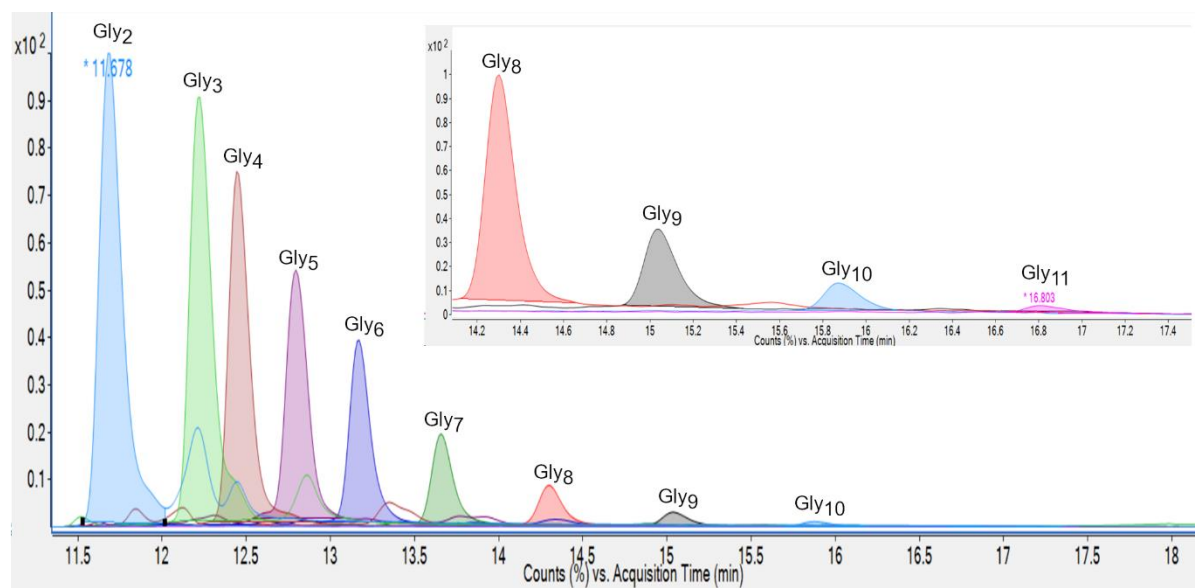 x10²
Gly₂
* 11.678
Gly₃
Gly₄
Gly₅
Gly₆
Gly₇
Gly₈
Gly₉
Gly₁₀
0.9
0.8
0.7
0.6
0.5
0.4
0.3
0.2
0.1
11.5 12 12.5 13 13.5 14 14.5 15 15.5 16 16.5 17 17.5 18
Counts (%) vs. Acquisition Time (min)
x10²
Gly₈
Gly₉
Gly₁₀
Gly₁₁
* 16.803
1
0.9
0.8
0.7
0.6
0.5
0.4
0.3
0.2
0.1
0
14.2 14.4 14.6 14.8 15 15.2 15.4 15.6 15.8 16 16.2 16.4 16.6 16.8 17 17.2 17.4
Counts (%) vs. Acquisition Time (min)